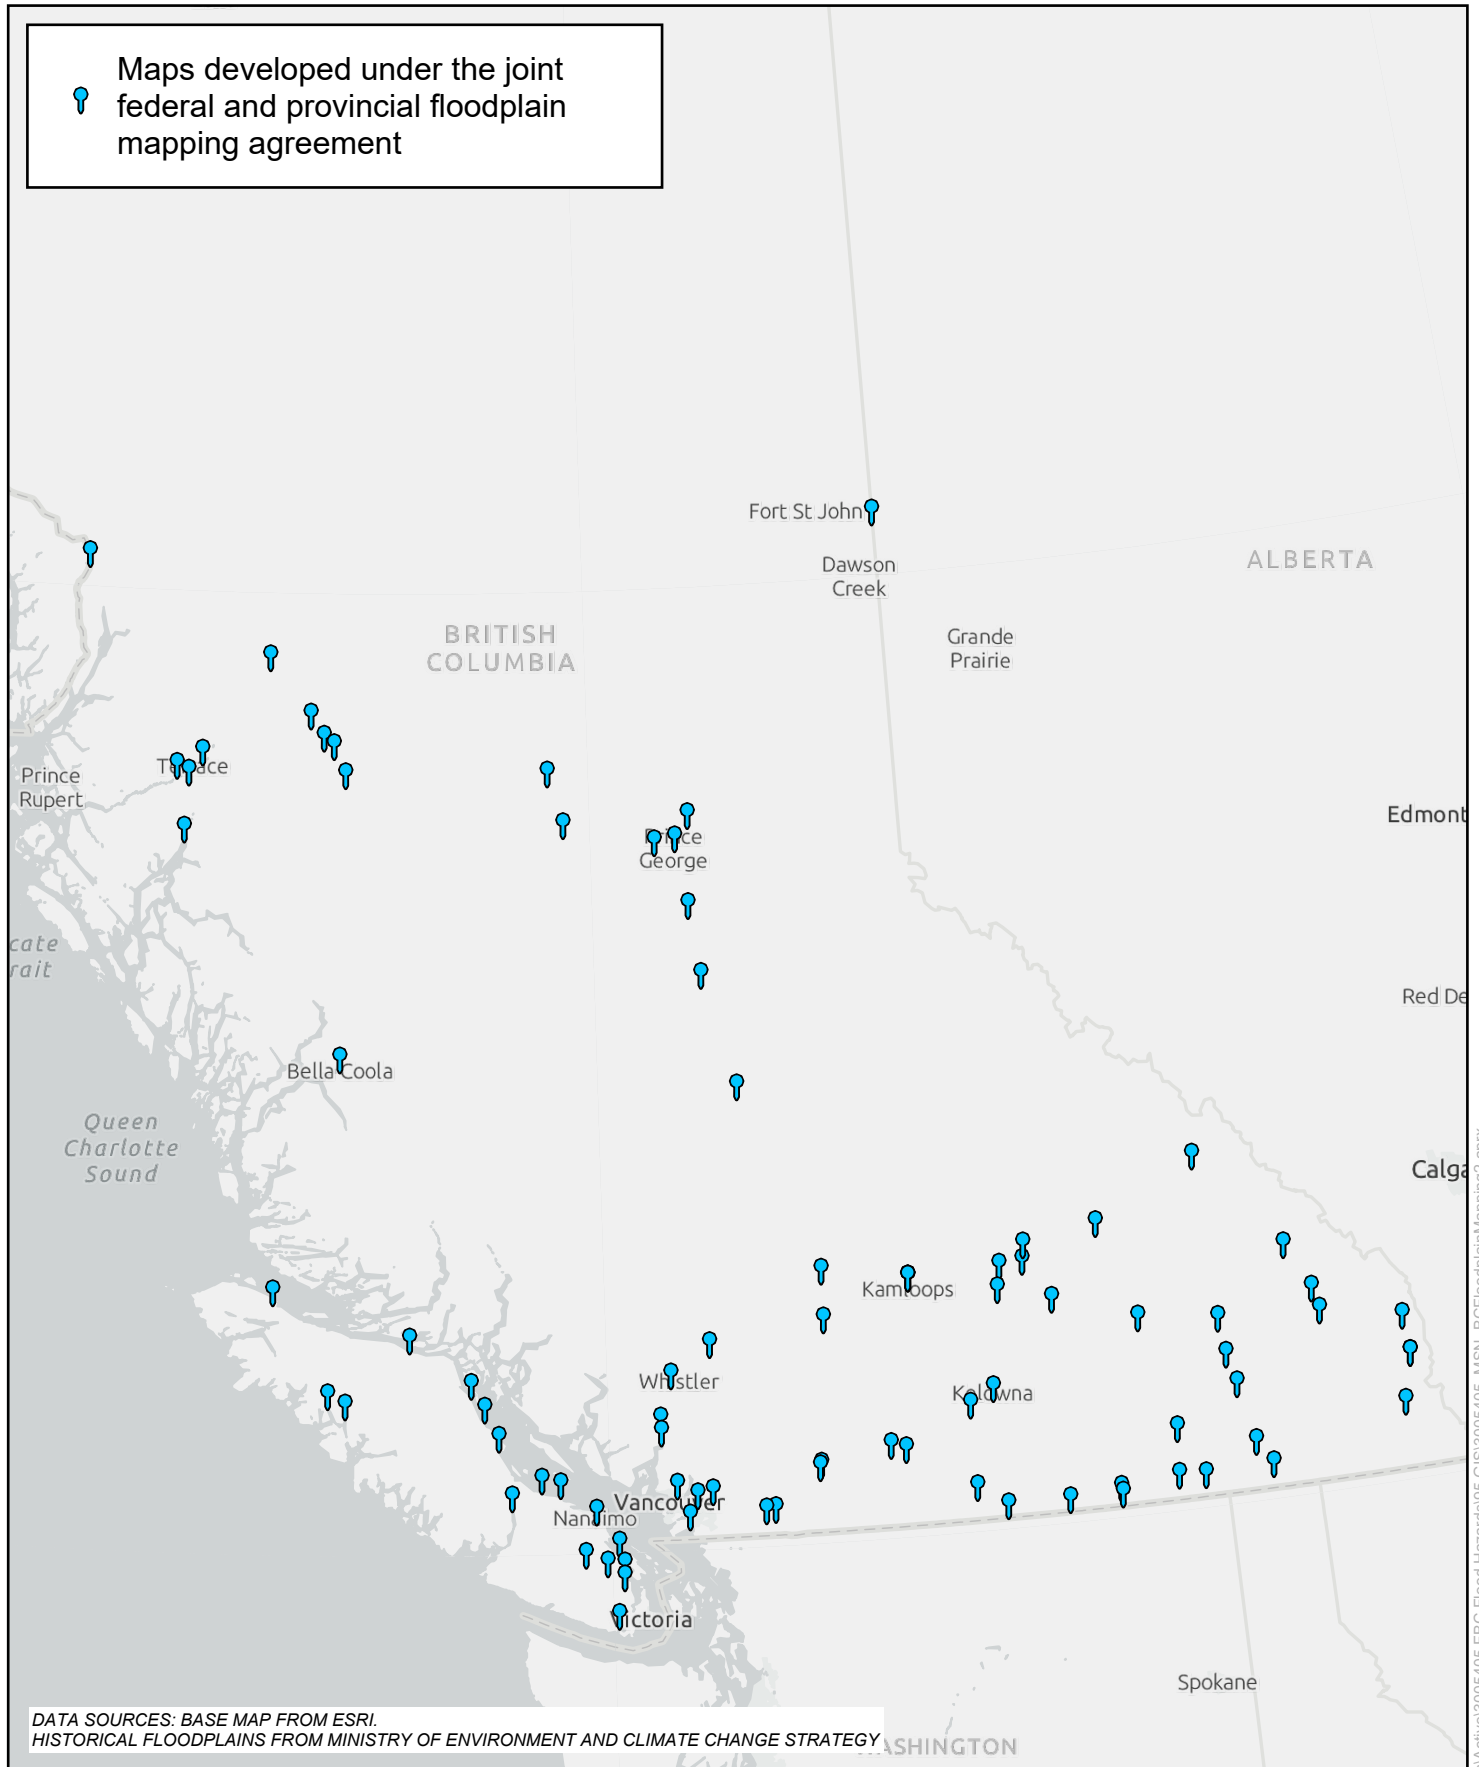 Maps developed under the joint
federal and provincial floodplain
mapping agreement
Fort St John
Dawson
Creek
ALBERTA
BRITISH
COLUMBIA
Grande
Prairie
Prince
Rupert
Edmont
George
cate
rait
Red De
Bella Coola
Queen
Charlotte
Sound
Calga
Kamloops
Whistler
Kelowna
Vancouver
Nanaimo
Victoria
Spokane
DATA SOURCES: BASE MAP FROM ESRI.
HISTORICAL FLOODPLAINS FROM MINISTRY OF ENVIRONMENT AND CLIMATE CHANGE STRATEGY
ASHINGTON